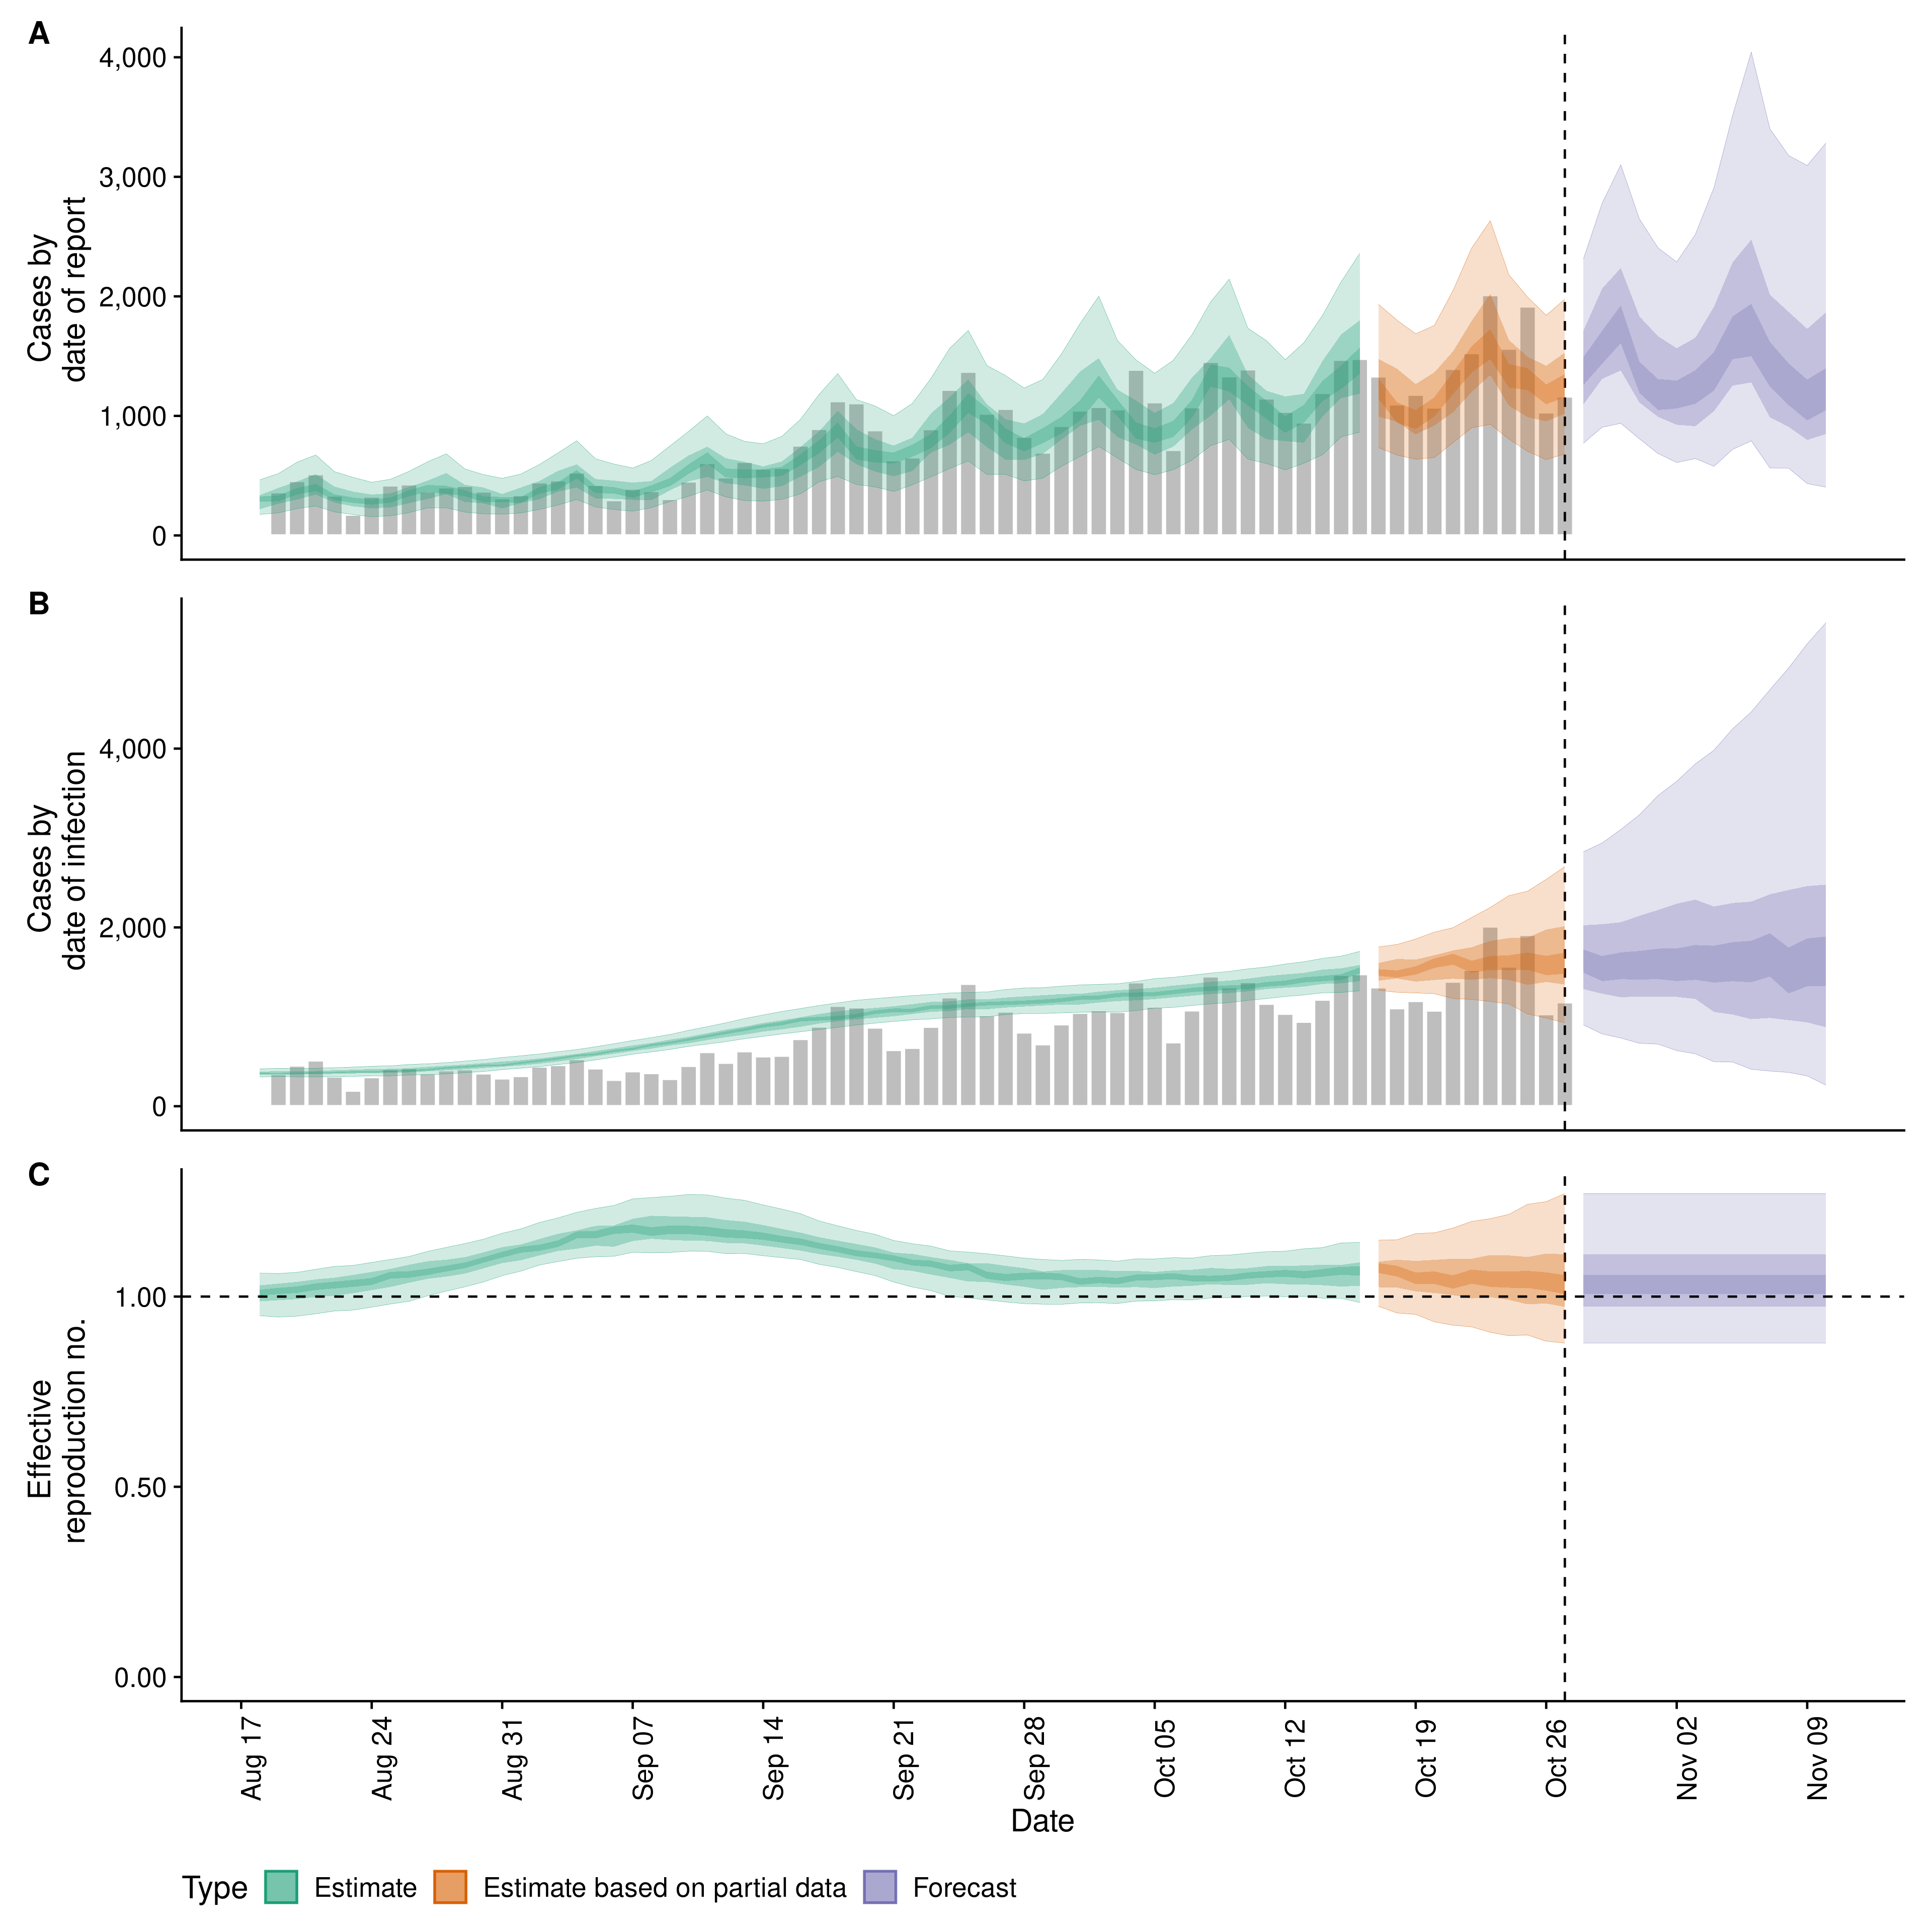 A
4,000
3,000
2,000
1,000
0
Cases by
date of report
B
4,000
2,000
0
Cases by
date of infection
C
1.00
0.50
0.00
Effective
reproduction no.
Aug 17
Aug 24
Aug 31
Sep 07
Sep 14
Sep 21
Sep 28
Oct 05
Oct 12
Oct 19
Oct 26
Nov 02
Nov 09
Date
Type Estimate Estimate based on partial data Forecast